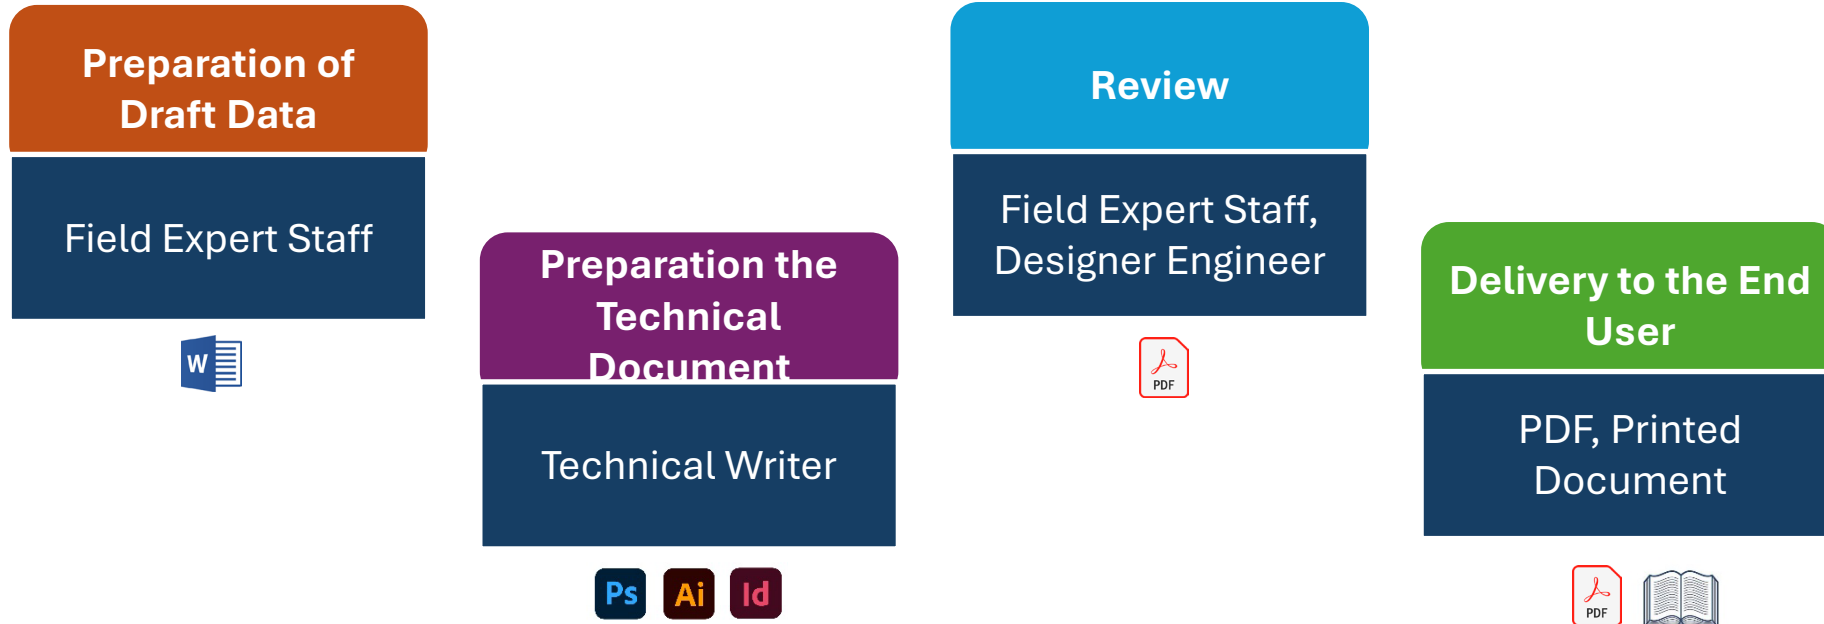 Preparation of
Draft Data
Field Expert Staff
W
Preparation the
Technical
Document
Technical Writer
Ps Ai Id
Review
Field Expert Staff,
Designer Engineer
PDF
Delivery to the End
User
PDF, Printed
Document
PDF